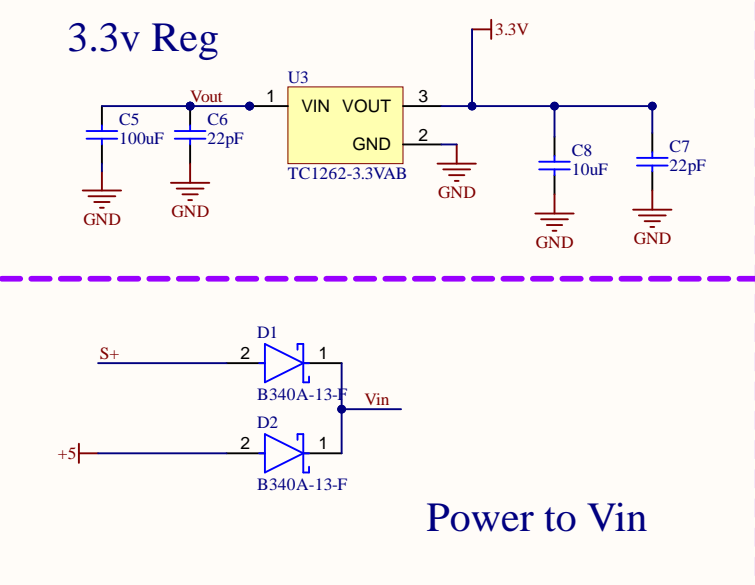 3.3v Reg
3.3V
U3
Vout
1
VIN VOUT
3
C5
100uF
C6
22pF
GND
2
TC1262-3.3VAB
C8
10uF
C7
22pF
GND
GND
GND
GND
GND
D1
S+
2
1
B340A-13-F
Vin
D2
+5
2
1
B340A-13-F
Power to Vin